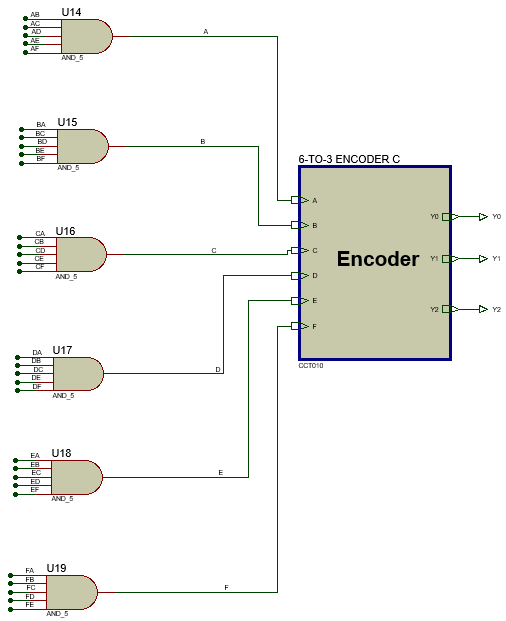 U14
AB
AC
AD
AE
AF
AND_5
A
U15
BA
BC
BD
BE
BF
AND_5
B
U16
CA
CB
CD
CE
CF
AND_5
C
U17
DA
DB
DC
DE
DF
AND_5
D
U18
EA
EB
EC
ED
EF
AND_5
E
U19
FA
FB
FC
FD
FE
AND_5
F
6-TO-3 ENCODER C
A
B
C
D
E
F
Encoder
Y0
Y1
Y2
CCT010
Y0
Y1
Y2